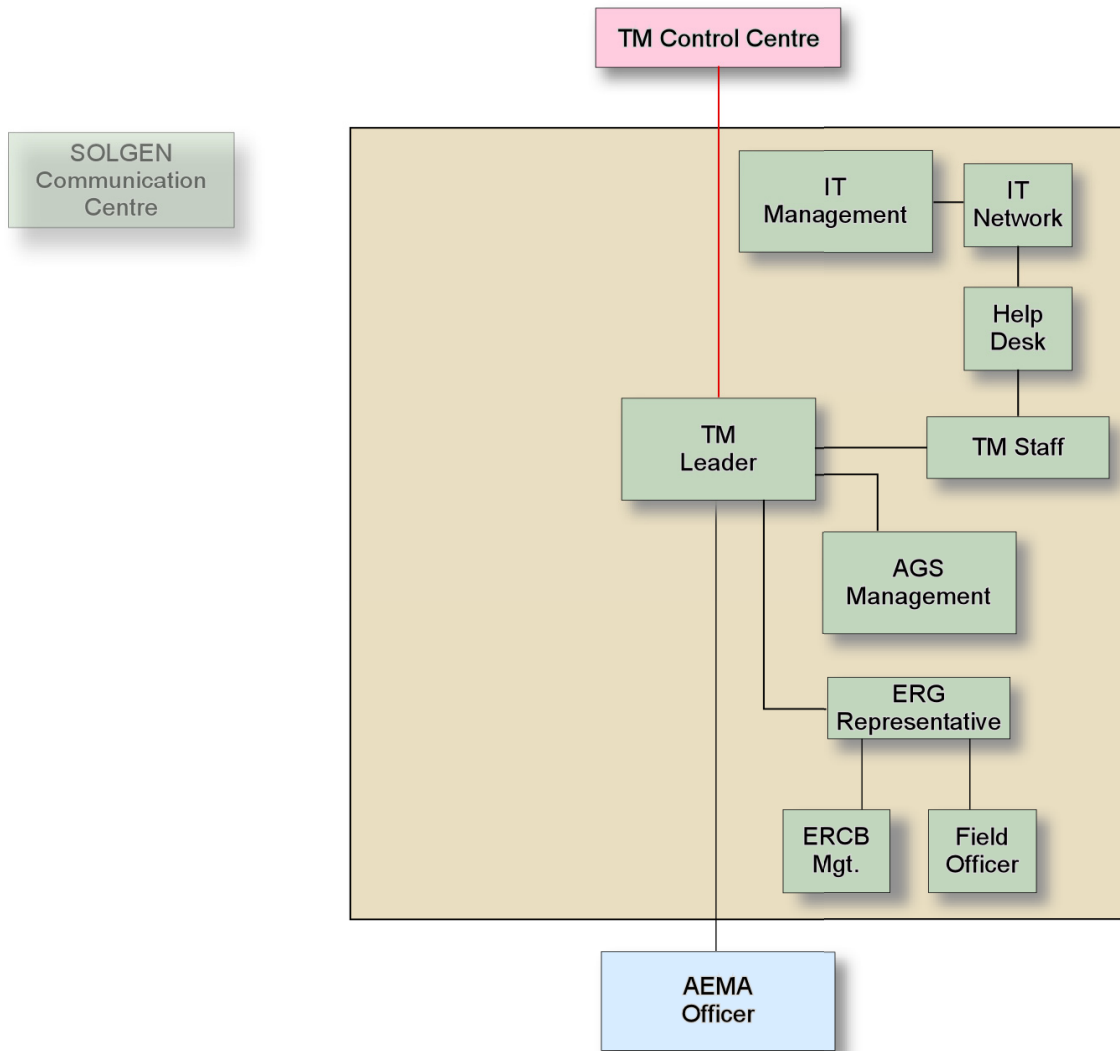 TM Control Centre
SOLGEN
Communication
Centre
IT
Management
IT
Network
Help
Desk
TM
Leader
TM Staff
AGS
Management
ERG
Representative
ERCB
Mgt.
Field
Officer
AEMA
Officer